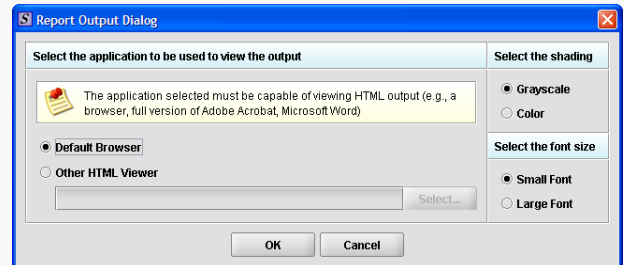 S Report Output Dialog
Select the application to be used to view the output
The application selected must be capable of viewing HTML output (e.g., a
browser, full version of Adobe Acrobat, Microsoft Word)
Default Browser
Other HTML Viewer
Select...
Select the shading
Grayscale
Color
Select the font size
Small Font
Large Font
OK
Cancel